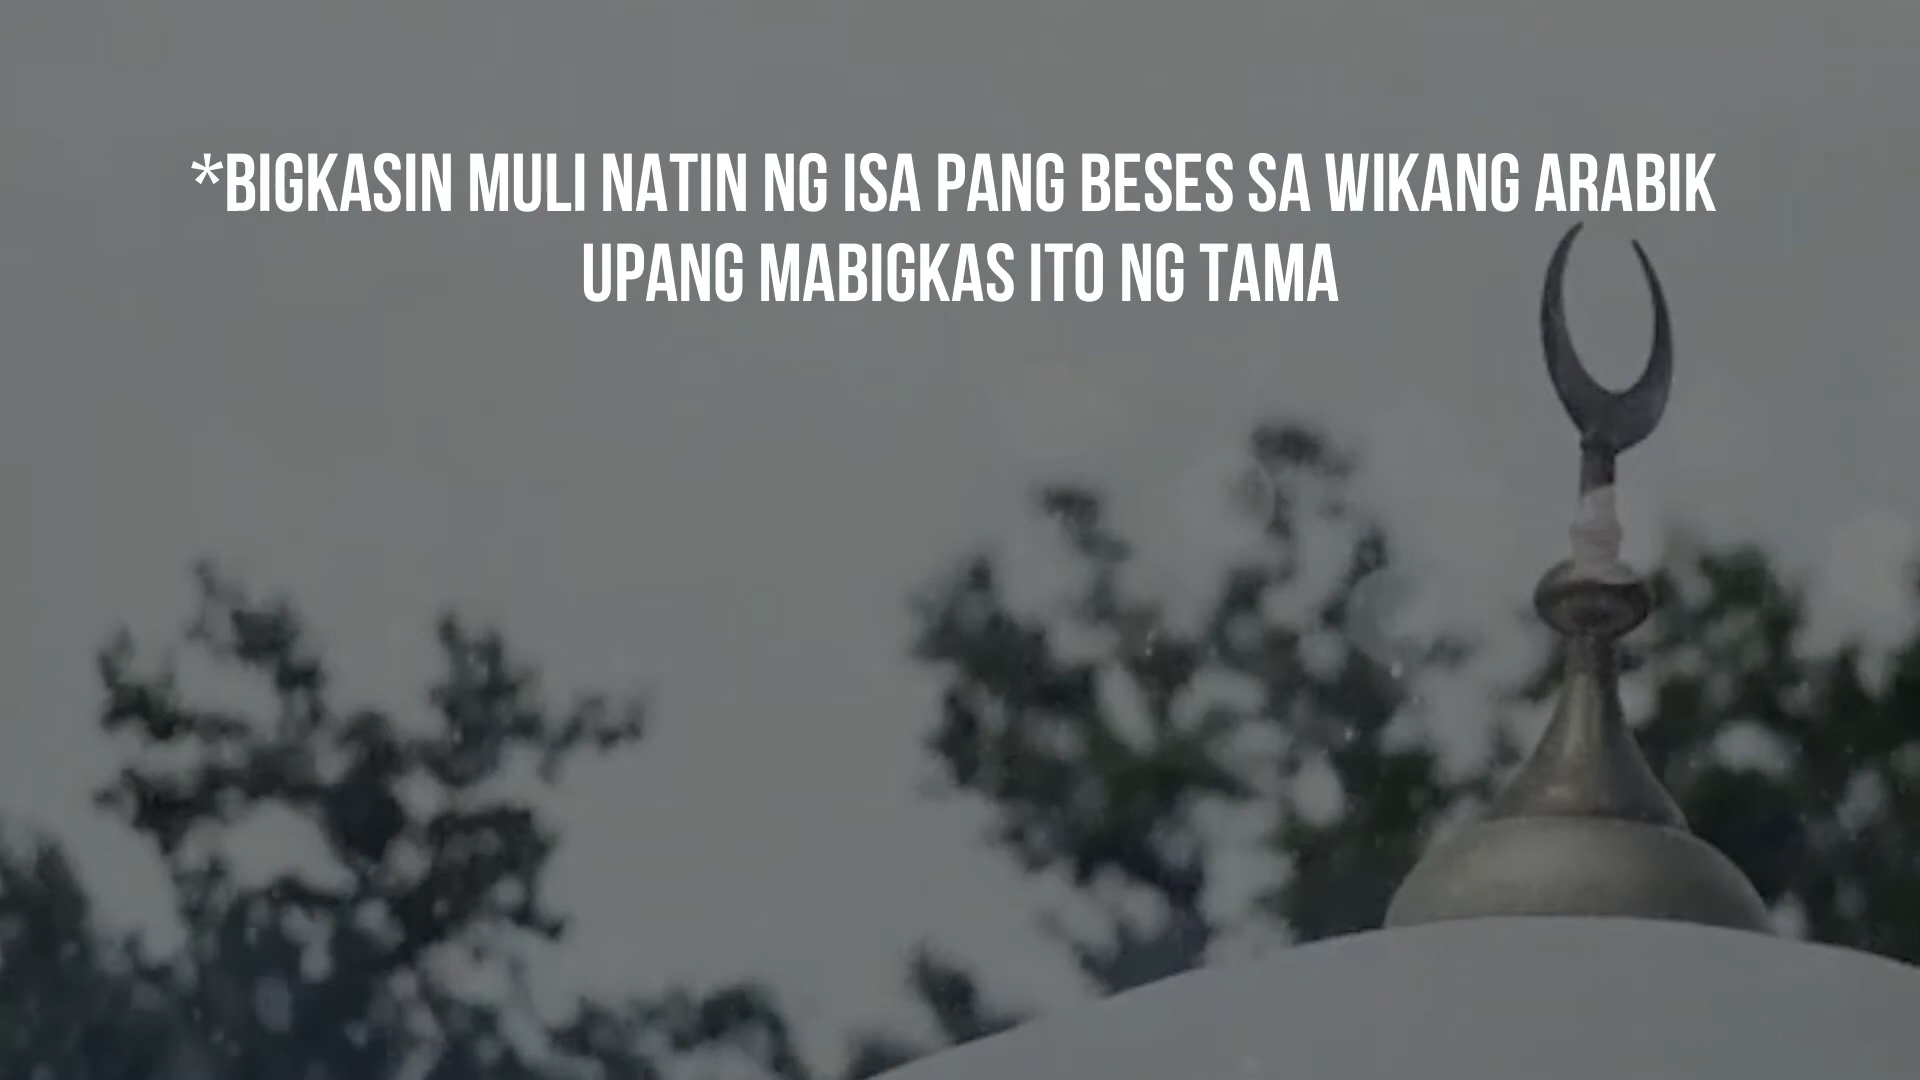 *BIGKASIN MULI NATIN NG ISA PANG BESES SA WIKANG ARABIK
UPANG MABIGKAS ITO NG TAMA